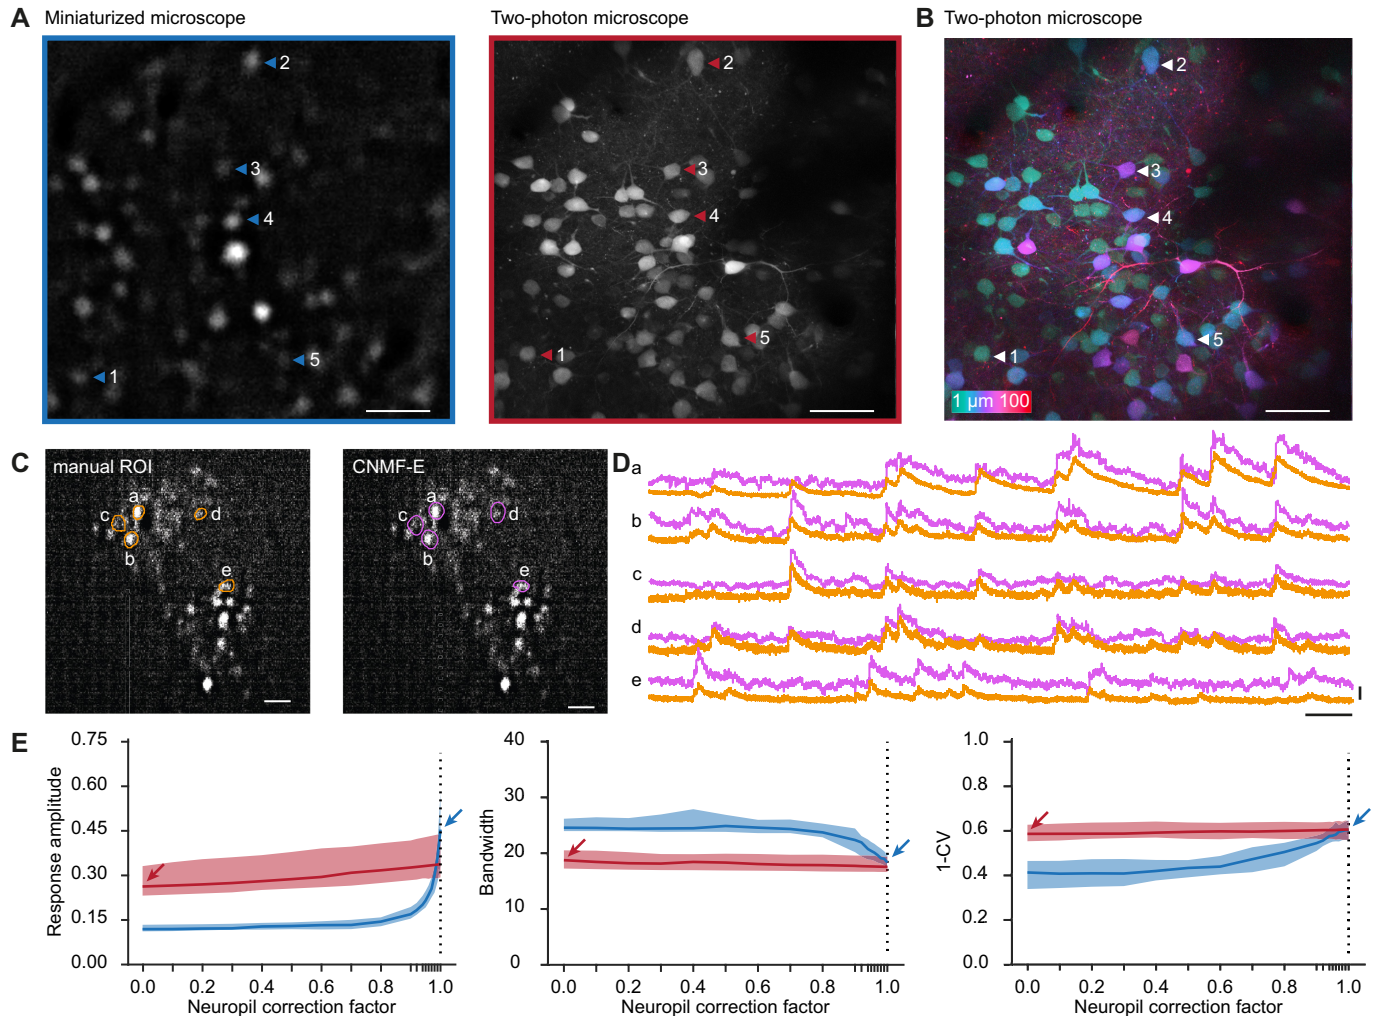 A Miniaturized microscope
Two-photon microscope
B Two-photon microscope
2
3
4
5
1
2
3
4
5
1
2
3
4
5
1
1 µm 100
C manual ROI
a
c
d
b
e
CNMF-E
a
c
d
b
e
D
a
b
c
d
e
E
Response amplitude
0.75
0.60
0.45
0.30
0.15
0.00
0.0 0.2 0.4 0.6 0.8 1.0
Neuropil correction factor
Bandwidth
40
30
20
10
0
0.0 0.2 0.4 0.6 0.8 1.0
Neuropil correction factor
1-CV
1.0
0.8
0.6
0.4
0.2
0.0
0.0 0.2 0.4 0.6 0.8 1.0
Neuropil correction factor